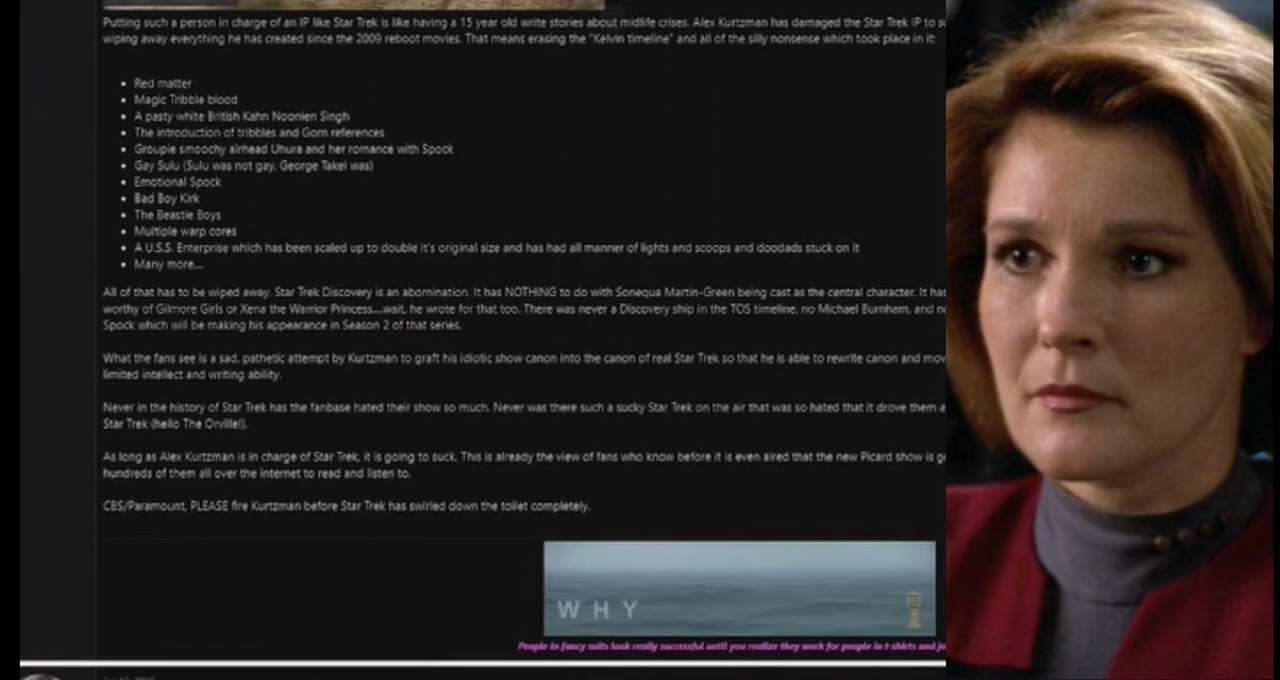 Putting such a person in charge of an IP like Star Trek is like having a 15 year old write stories about midlife crises. Alex Kurtzman has damaged the Star Trek IP to
wiping away everything he has created since the 2009 reboot movies. That means erasing the "Kelvin timeline" and all of the silly nonsense which took place in it:
• Red matter
• Magic Tribble blood
• A pasty white British Kahn Noonien Singh
• The introduction of tribbles and Gorn references
• Groupie smoochy airhead Uhura and her romance with Spock
• Gay Sulu (Sulu was not gay, George Takei was)
• Emotional Spock
• Bad Boy Kirk
• The Beastie Boys
• Multiple warp cores
• A U.S.S. Enterprise which has been scaled up to double it's original size and has had all manner of lights and scoops and doodads stuck on it
• Many more...
All of that has to be wiped away. Star Trek Discovery is an abomination. It has NOTHING to do with Sonequa Martin-Green being cast as the central character. It has
worthy of Gilmore Girls or Xena the Warrior Princess....wait, he wrote for that too. There was never a Discovery ship in the TOS timeline, no Michael Burnham, and
Spock which will be making his appearance in Season 2 of that series.
What the fans see is a sad, pathetic attempt by Kurtzman to graft his idiotic show canon into the canon of real Star Trek so that he is able to rewrite canon and
limited intellect and writing ability.
Never in the history of Star Trek has the fanbase hated their show so much. Never was there such a sucky Star Trek on the air that was so hated that it drove them
Star Trek (hello The Orville!).
As long as Alex Kurtzman is in charge of Star Trek, it is going to suck. This is already the view of fans who know before it is even aired that the new Picard show is
hundreds of them all over the internet to read and listen to.
CBS/Paramount, PLEASE fire Kurtzman before Star Trek has swirled down the toilet completely.
WHY
People in fancy suits look really successful until you realize they work for people in t-shirts and